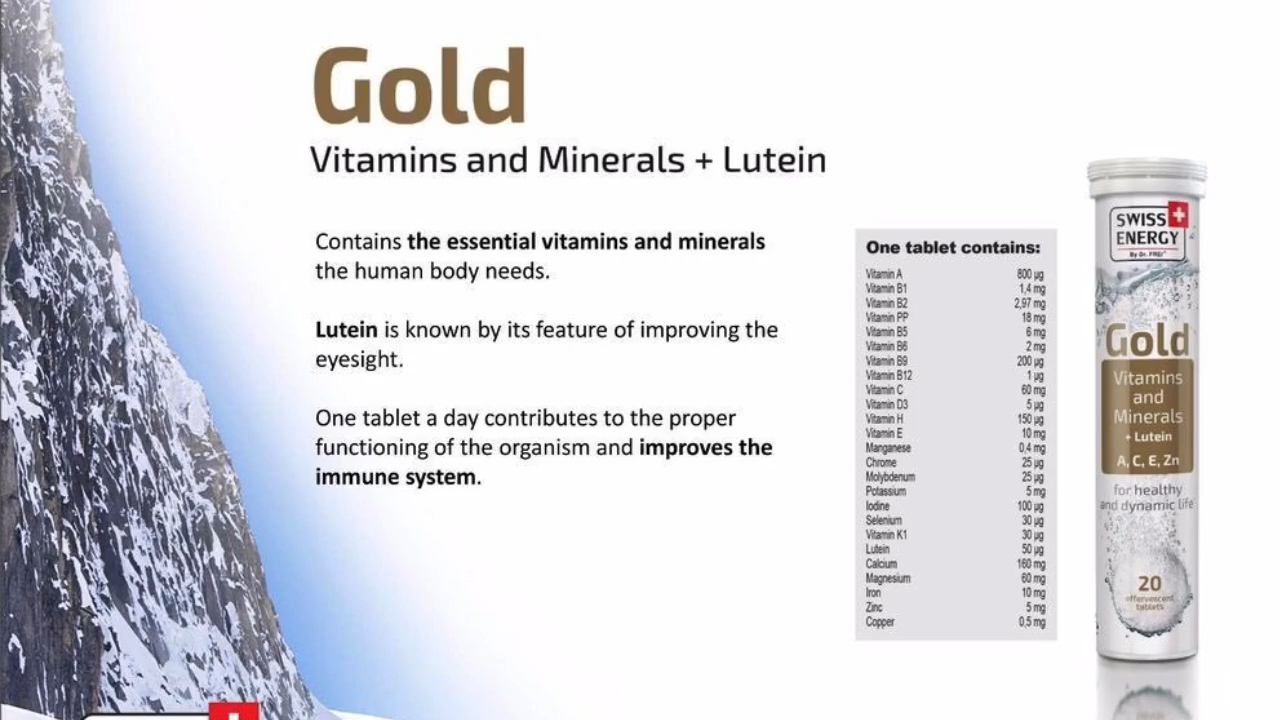 Gold
Vitamins and Minerals + Lutein
Contains the essential vitamins and minerals
the human body needs.
Lutein is known by its feature of improving the
eyesight.
One tablet a day contributes to the proper
functioning of the organism and improves the
immune system.
One tablet contains:
Vitamin A 800 µg
Vitamin B1 1,4 mg
Vitamin B2 2,97 mg
Vitamin PP 18 mg
Vitamin B5 6 mg
Vitamin B6 2 mg
Vitamin B9 200 µg
Vitamin B12 1 µg
Vitamin C 60 mg
Vitamin D3 5 µg
Vitamin H 150 µg
Vitamin E 10 mg
Manganese 0,4 mg
Chrome 25 µg
Molybdenum 25 µg
Potassium 5 mg
Iodine 100 µg
Selenium 30 µg
Vitamin K1 30 µg
Lutein 50 µg
Calcium 160 mg
Magnesium 60 mg
Iron 10 mg
Zinc 5 mg
Copper 0,5 mg
SWISS
ENERGY
By Dr. FREI®
Gold
Vitamins
and
Minerals
+ Lutein
A, C, E, Zn
for healthy
and dynamic life
20
effervescent
tablets